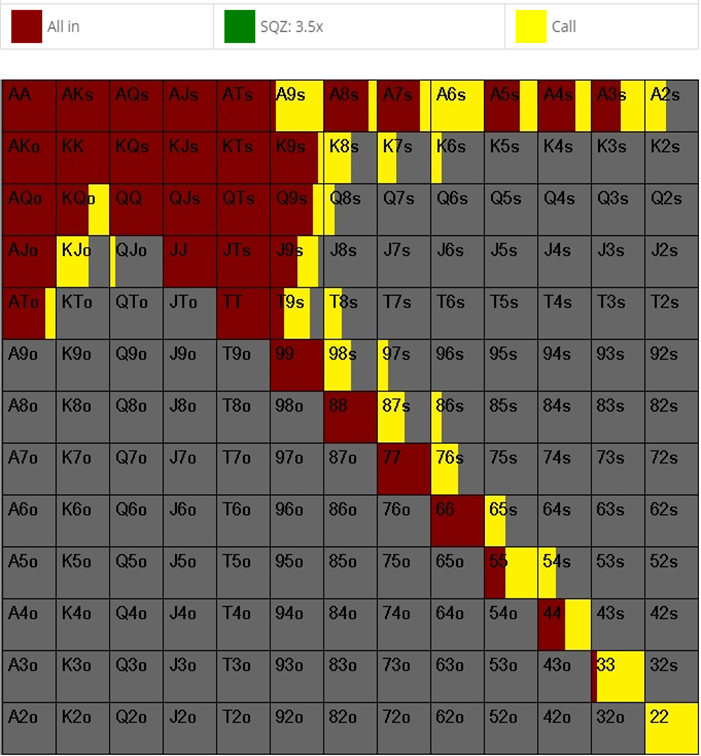 All in SQZ: 3.5x Call
AA AKs AQs AJs ATs A9s A8s A7s A6s A5s A4s A3s A2s
AKo KK KQs KJs KTs K9s K8s K7s K6s K5s K4s K3s K2s
AQo KQo QQ QJs QTs Q9s Q8s Q7s Q6s Q5s Q4s Q3s Q2s
AJo KJo QJo JJ JTs J9s J8s J7s J6s J5s J4s J3s J2s
ATo KTo QTo JTo TT T9s T8s T7s T6s T5s T4s T3s T2s
A9o K9o Q9o J9o T9o 99 98s 97s 96s 95s 94s 93s 92s
A8o K8o Q8o J8o T8o 98o 88 87s 86s 85s 84s 83s 82s
A7o K7o Q7o J7o T7o 97o 87o 77 76s 75s 74s 73s 72s
A6o K6o Q6o J6o T6o 96o 86o 76o 66 65s 64s 63s 62s
A5o K5o Q5o J5o T5o 95o 85o 75o 65o 55 54s 53s 52s
A4o K4o Q4o J4o T4o 94o 84o 74o 64o 54o 44 43s 42s
A3o K3o Q3o J3o T3o 93o 83o 73o 63o 53o 43o 33 32s
A2o K2o Q2o J2o T2o 92o 82o 72o 62o 52o 42o 32o 22